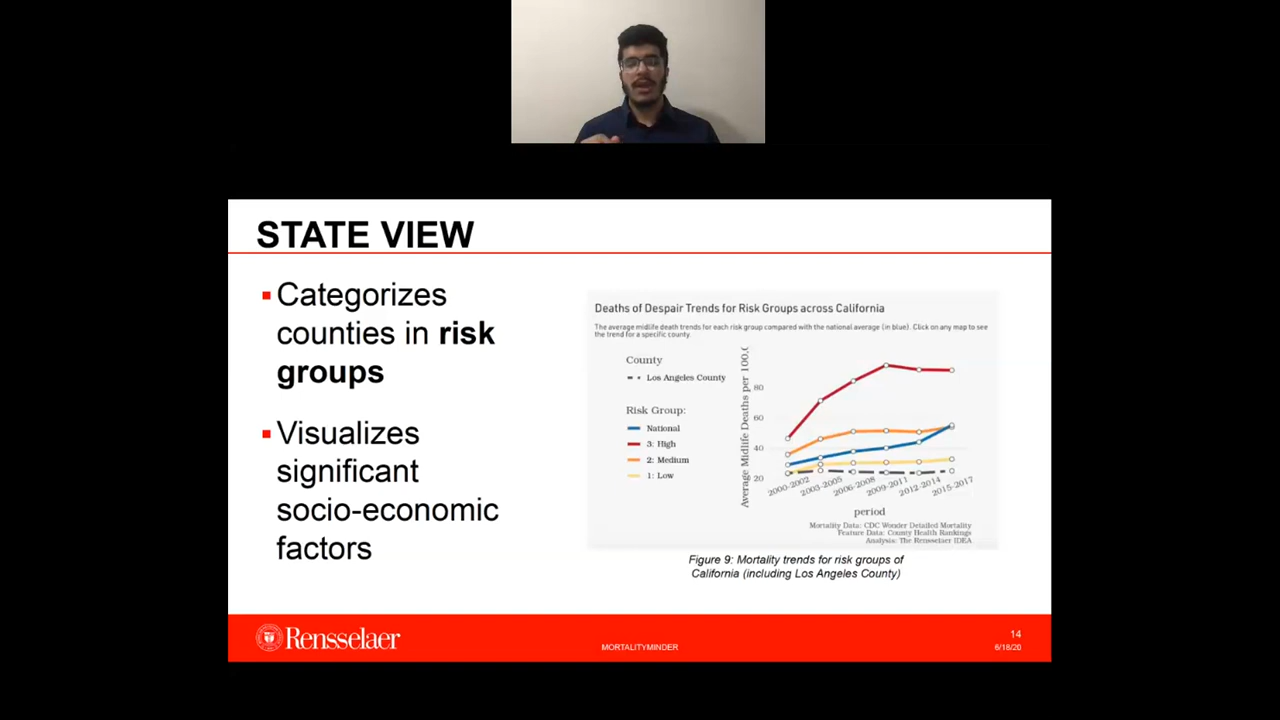 STATE VIEW
▪Categorizes
counties in risk
groups
▪Visualizes
significant
socio-economic
factors
Deaths of Despair Trends for Risk Groups across California
The average midlife death trends for each risk group compared with the national average (in blue). Click on any map to see
the trend for a specific county.
County
Los Angeles County
Risk Group:
National
3: High
2: Medium
1: Low
Average Midlife Deaths per 100,
80
60
40
20
2000-2002
2003-2005
2006-2008
2009-2011
2012-2014
2015-2017
period
Mortality Data: CDC Wonder Detailed Mortality
Feature Data: County Health Rankings
Analysis: The Rensselaer IDEA
Figure 9: Mortality trends for risk groups of
California (including Los Angeles County)
Rensselaer
MORTALITYMINDER
14
6/18/20